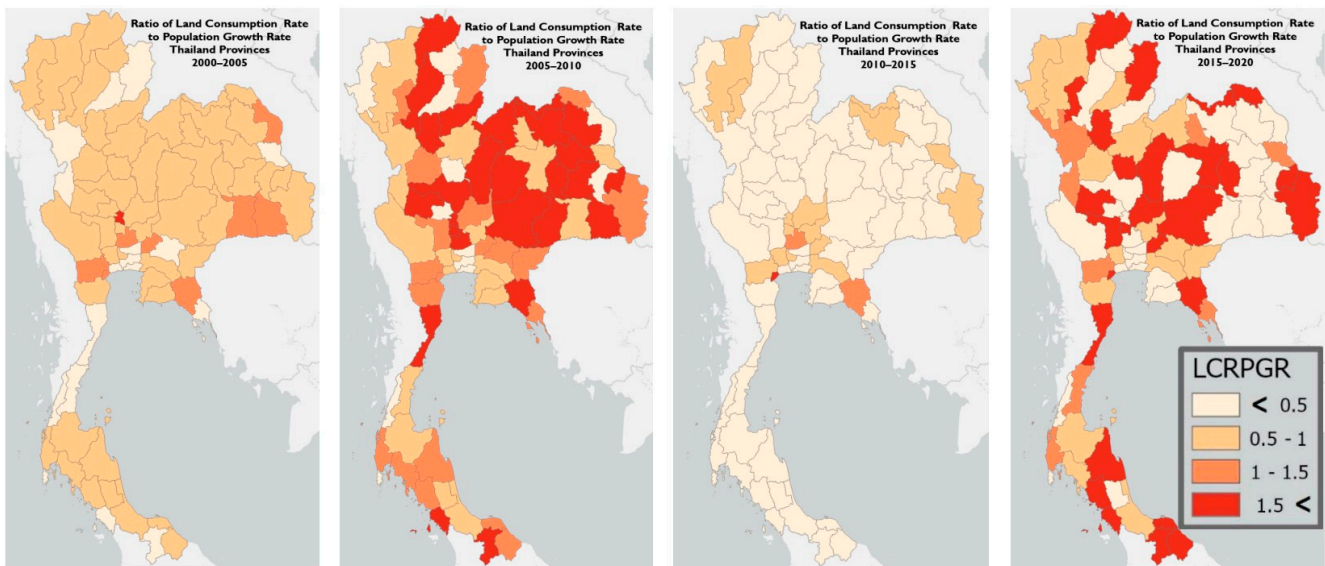 Ratio of Land Consumption Rate
to Population Growth Rate
Thailand Provinces
2000–2005
Ratio of Land Consumption Rate
to Population Growth Rate
Thailand Provinces
2005–2010
Ratio of Land Consumption Rate
to Population Growth Rate
Thailand Provinces
2010–2015
Ratio of Land Consumption Rate
to Population Growth Rate
Thailand Provinces
2015–2020
LCRPGR
< 0.5
0.5 - 1
1 - 1.5
1.5 <